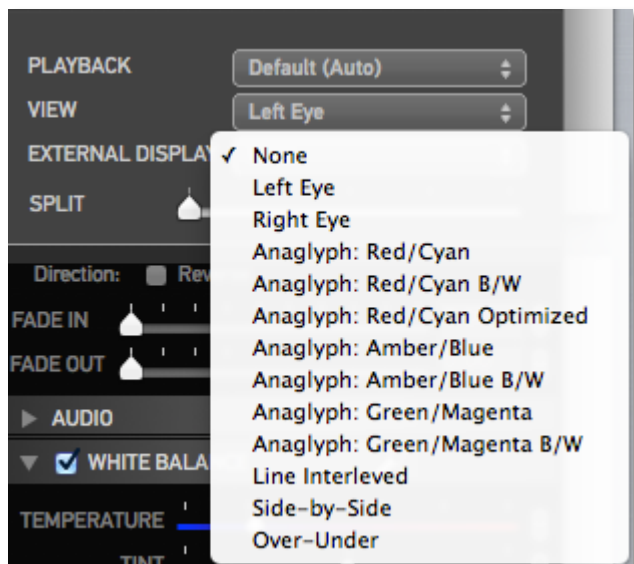 PLAYBACK Default (Auto)
VIEW Left Eye
EXTERNAL DISPLA ✓ None
Left Eye
SPLIT
Right Eye
Anaglyph: Red/Cyan
Direction: Rev
Anaglyph: Red/Cyan B/W
FADE IN
Anaglyph: Red/Cyan Optimized
Anaglyph: Amber/Blue
FADE OUT
Anaglyph: Amber/Blue B/W
AUDIO
Anaglyph: Green/Magenta
Anaglyph: Green/Magenta B/W
WHITE BALA
Line Interleved
Side-by-Side
TEMPERATURE
Over-Under
TINT